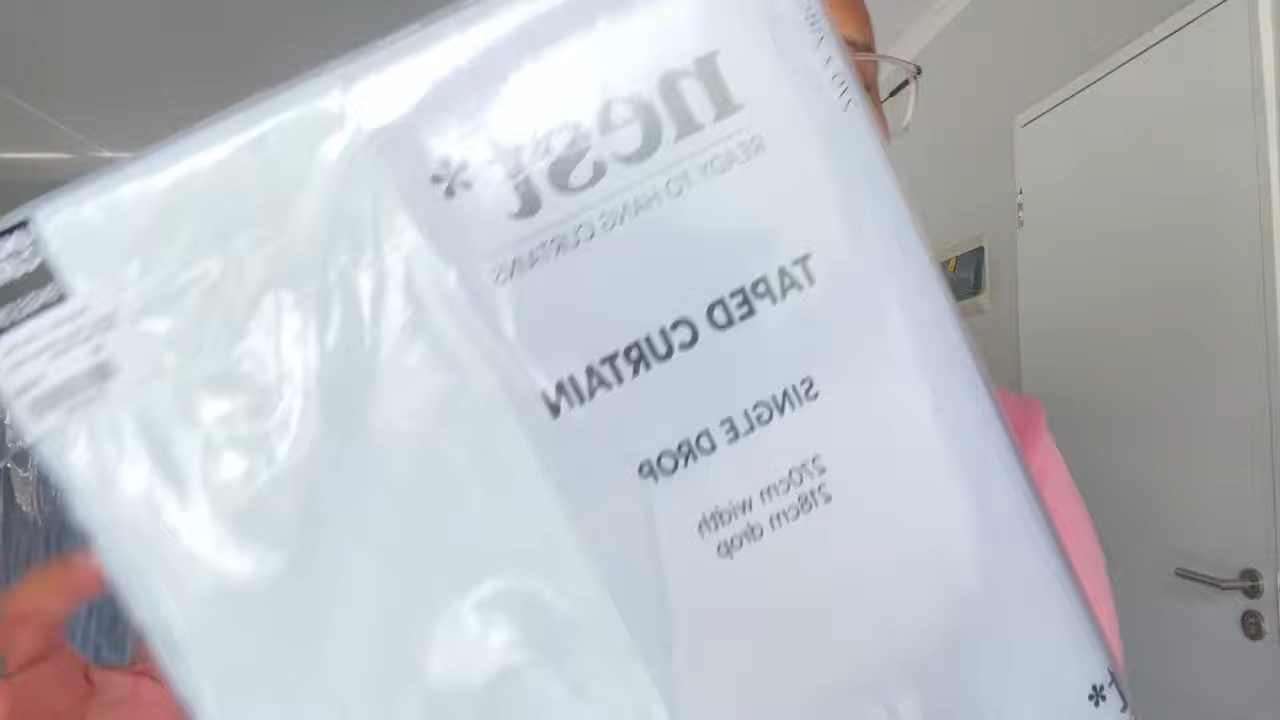 nest*
READY TO HANG CURTAINS
TAPED CURTAIN
SINGLE DROP
270cm width
218cm drop